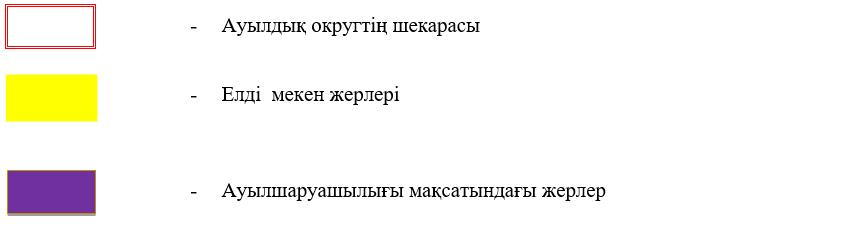 - Ауылдық округтің шекарасы
- Елді мекен жерлері
- Ауылшаруашылығы мақсатындағы жерлер